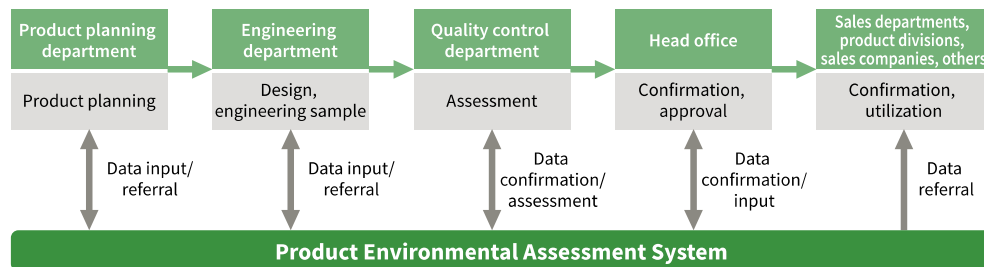 Product planning
department
Engineering
department
Quality control
department
Head office
Sales departments,
product divisions,
sales companies, others
Product planning
Design,
engineering sample
Assessment
Confirmation,
approval
Confirmation,
utilization
Data input/
referral
Data input/
referral
Data
confirmation/
assessment
Data
confirmation/
input
Data
referral
Product Environmental Assessment System